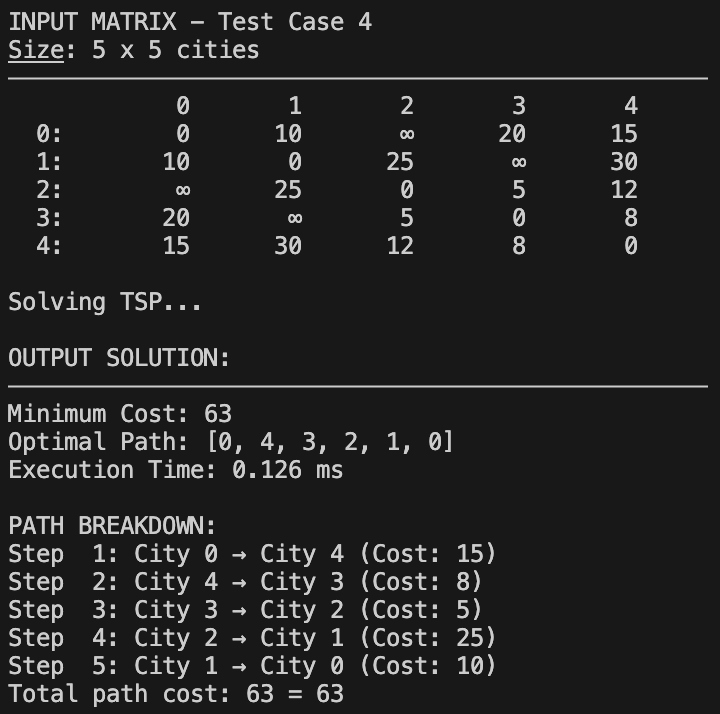 INPUT MATRIX – Test Case 4
Size: 5 x 5 cities
0 1 2 3 4
0: 0 10 ∞ 20 15
1: 10 0 25 ∞ 30
2: ∞ 25 0 5 12
3: 20 ∞ 5 0 8
4: 15 30 12 8 0
Solving TSP...
OUTPUT SOLUTION:
Minimum Cost: 63
Optimal Path: [0, 4, 3, 2, 1, 0]
Execution Time: 0.126 ms
PATH BREAKDOWN:
Step 1: City 0 → City 4 (Cost: 15)
Step 2: City 4 → City 3 (Cost: 8)
Step 3: City 3 → City 2 (Cost: 5)
Step 4: City 2 → City 1 (Cost: 25)
Step 5: City 1 → City 0 (Cost: 10)
Total path cost: 63 = 63